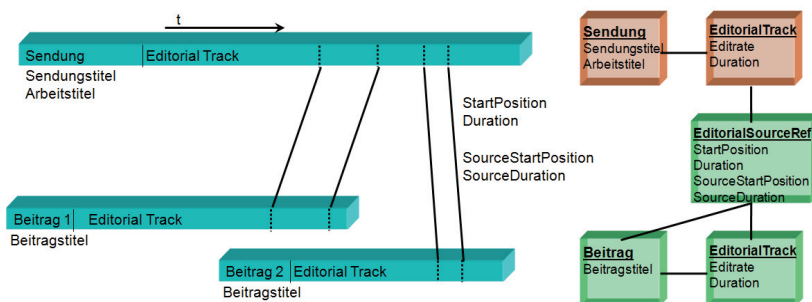 t
Sendung
Editorial Track
Sendungstitel
Arbeitstitel
StartPosition
Duration
SourceStartPosition
SourceDuration
Beitrag 1
Editorial Track
Beitragstitel
Beitrag 2
Editorial Track
Beitragstitel
Sendung
Sendungstitel
Arbeitstitel
EditorialTrack
Editrate
Duration
EditorialSourceRef
StartPosition
Duration
SourceStartPosition
SourceDuration
Beitrag
Beitragstitel
EditorialTrack
Editrate
Duration